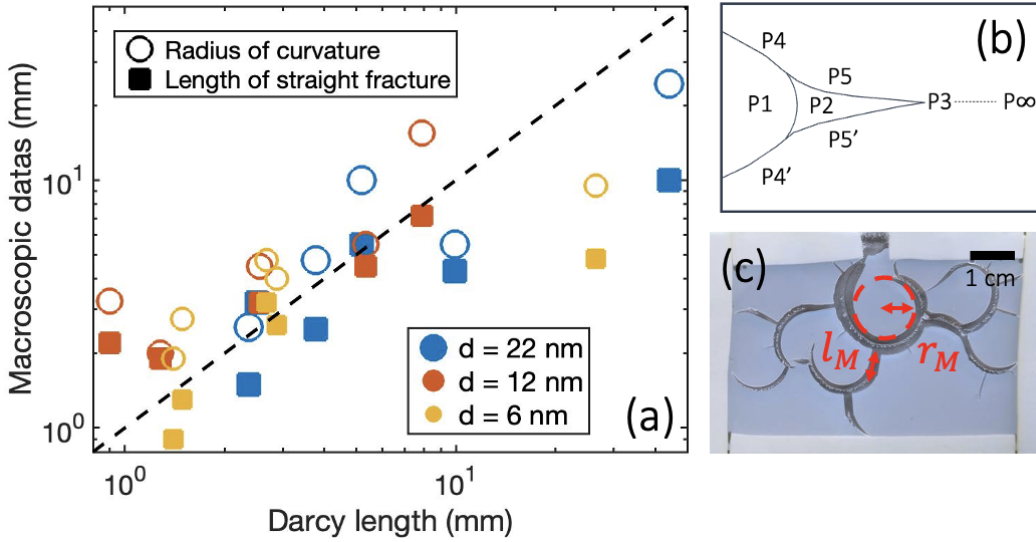 Macroscopic datas (mm)
10¹
10⁰
Radius of curvature
Length of straight fracture
d = 22 nm
d = 12 nm
d = 6 nm
(a)
10⁰
10¹
Darcy length (mm)
(b)
P4
P5
P1
P2
P3
P∞
P5′
P4′
(c)
1 cm
l_M
r_M